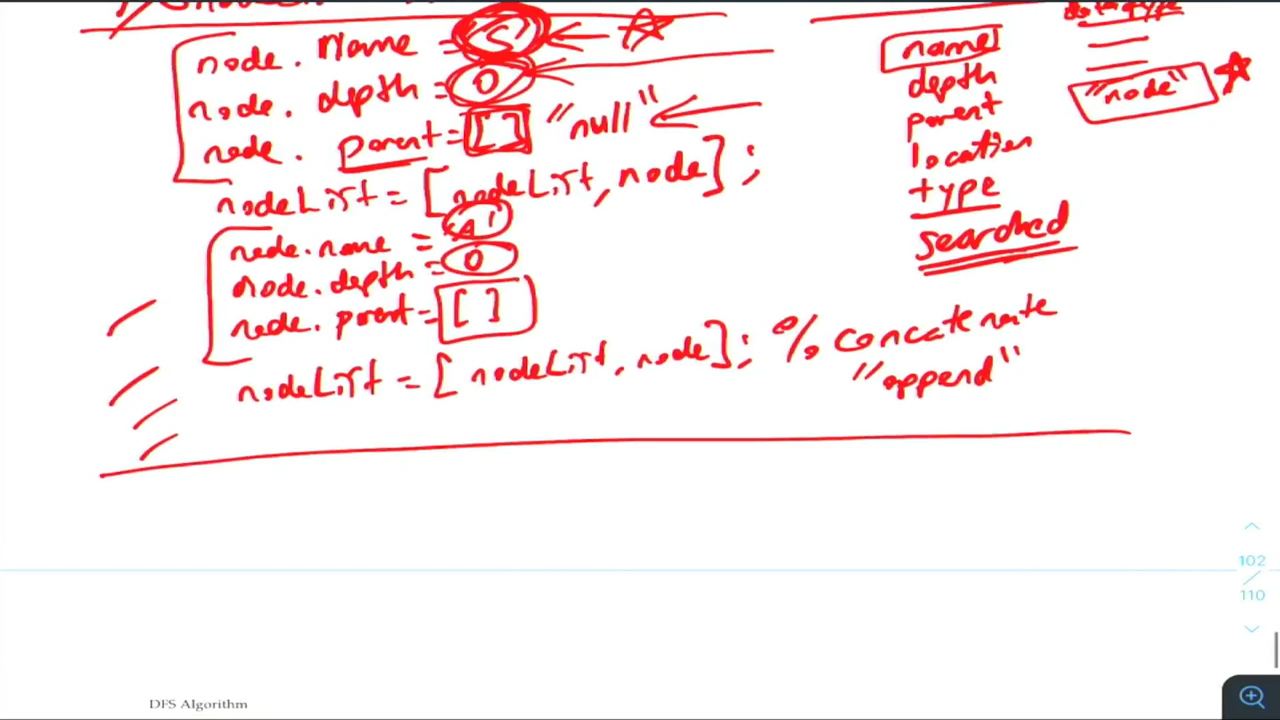 node. Name = 'S'
node. depth = 0
node. parent = [ ] "null"
nodeList = [nodeList, node] ;
node.name = 'A'
node.depth = 0
node.parent = [ ]
nodeList = [ nodeList, node] ; % concatenate
"append"
name
depth
parent
location
type
searched
datatype
"node"
102
110
DFS Algorithm